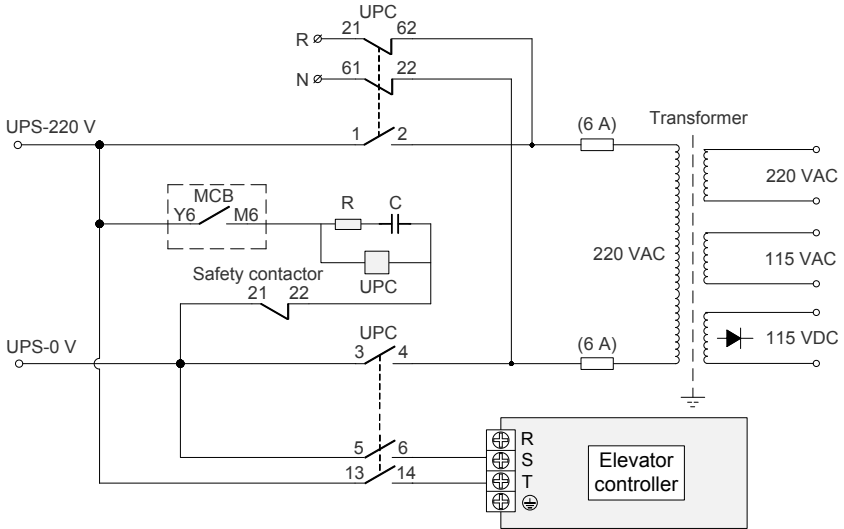 UPC
R 21 62
N 61 22
UPS-220 V
1 2
(6 A)
Transformer
220 VAC
MCB
Y6 M6
R C
UPC
220 VAC
115 VAC
Safety contactor
21 22
UPS-0 V
UPC
3 4
(6 A)
115 VDC
5 6
13 14
R
S
T
Elevator
controller